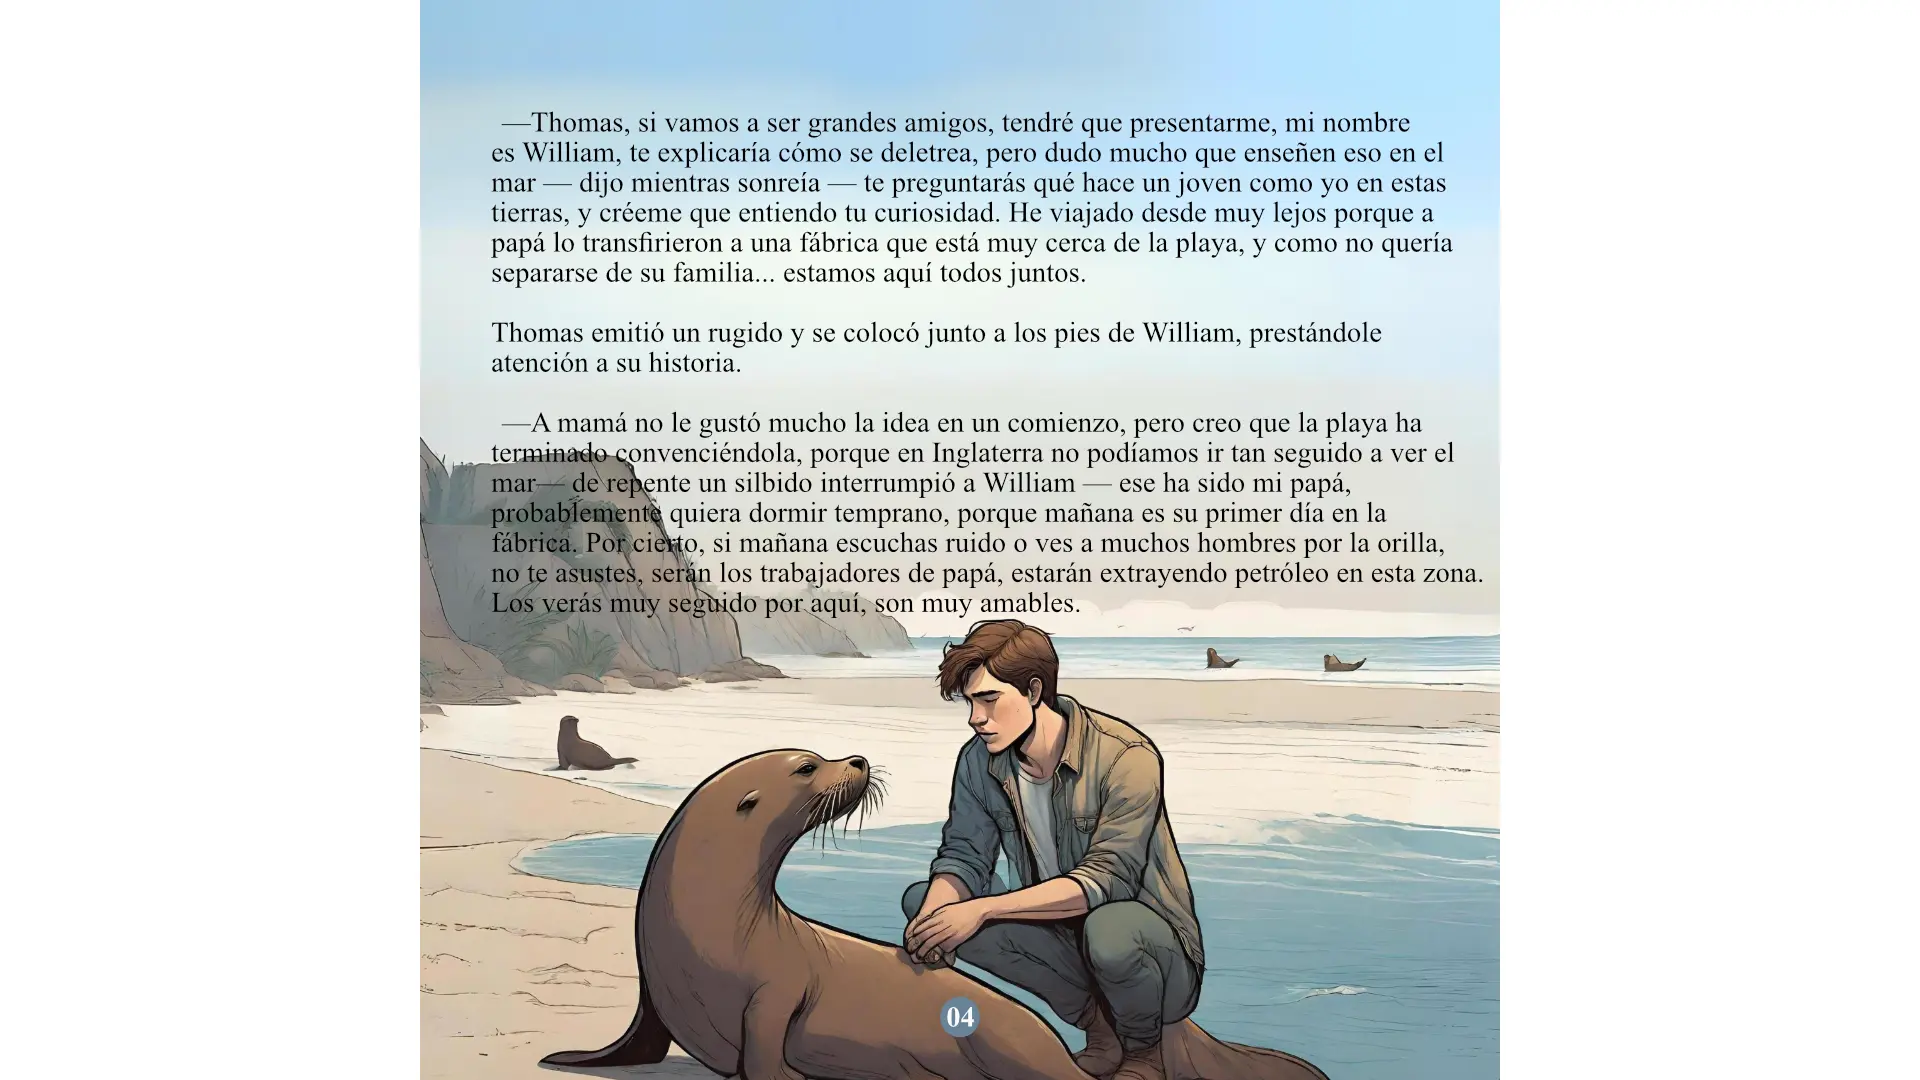 —Thomas, si vamos a ser grandes amigos, tendré que presentarme, mi nombre
es William, te explicaría cómo se deletrea, pero dudo mucho que enseñen eso en el
mar — dijo mientras sonreía — te preguntarás qué hace un joven como yo en estas
tierras, y créeme que entiendo tu curiosidad. He viajado desde muy lejos porque a
papá lo transfirieron a una fábrica que está muy cerca de la playa, y como no quería
separarse de su familia... estamos aquí todos juntos.
Thomas emitió un rugido y se colocó junto a los pies de William, prestándole
atención a su historia.
—A mamá no le gustó mucho la idea en un comienzo, pero creo que la playa ha
terminado convenciéndola, porque en Inglaterra no podíamos ir tan seguido a ver el
mar— de repente un silbido interrumpió a William — ese ha sido mi papá,
probablemente quiera dormir temprano, porque mañana es su primer día en la
fábrica. Por cierto, si mañana escuchas ruido o ves a muchos hombres por la orilla,
no te asustes, serán los trabajadores de papá, estarán extrayendo petróleo en esta zona.
Los verás muy seguido por aquí, son muy amables.
04